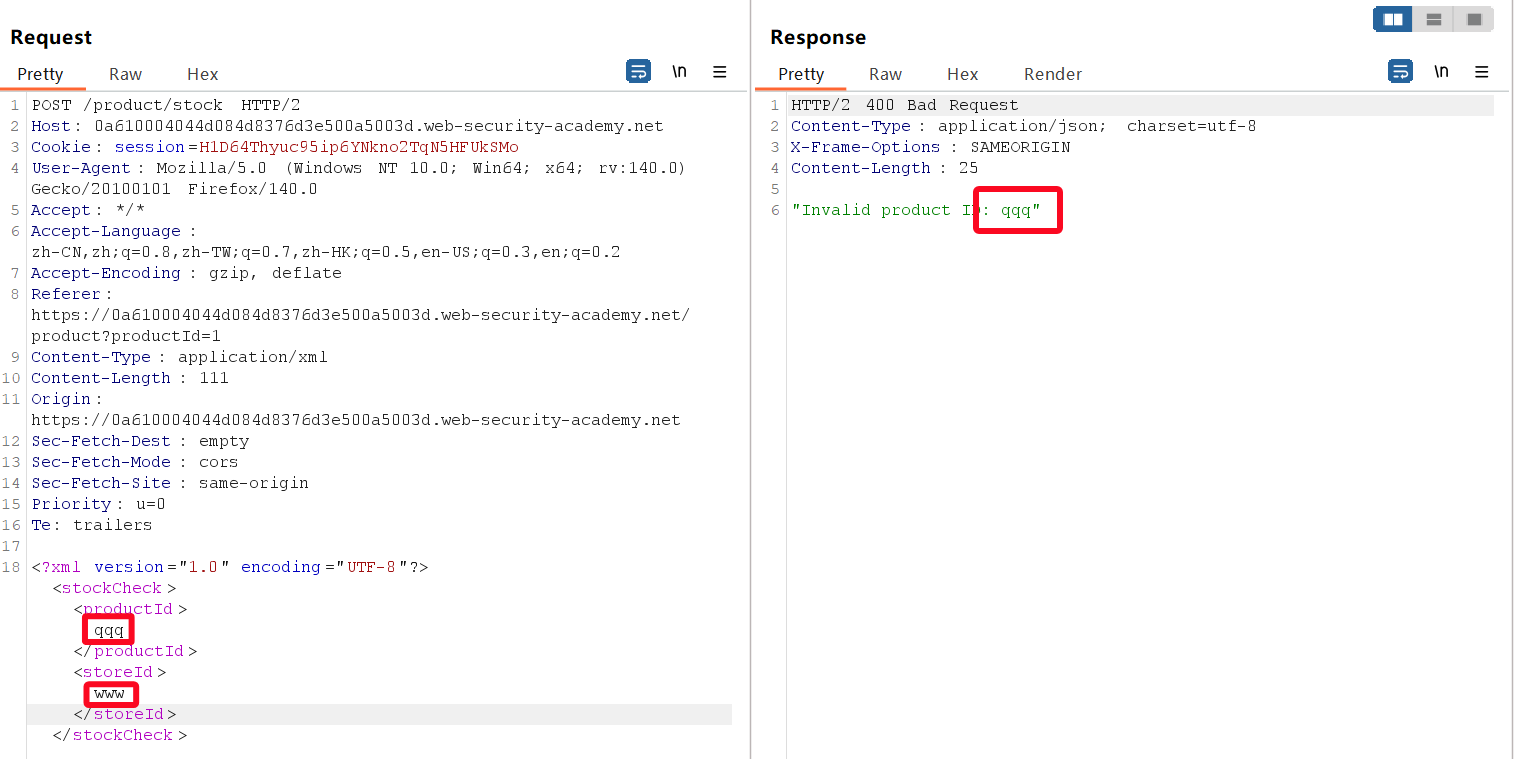 Request
Pretty Raw Hex
\n
1 POST /product/stock HTTP/2
2 Host: 0a610004044d084d8376d3e500a5003d.web-security-academy.net
3 Cookie: session=H1D64Thyuc95ip6YNkno2TqN5HFUkSMo
4 User-Agent: Mozilla/5.0 (Windows NT 10.0; Win64; x64; rv:140.0)
Gecko/20100101 Firefox/140.0
5 Accept: */*
6 Accept-Language:
zh-CN,zh;q=0.8,zh-TW;q=0.7,zh-HK;q=0.5,en-US;q=0.3,en;q=0.2
7 Accept-Encoding: gzip, deflate
8 Referer:
https://0a610004044d084d8376d3e500a5003d.web-security-academy.net/
product?productId=1
9 Content-Type: application/xml
10 Content-Length: 111
11 Origin:
https://0a610004044d084d8376d3e500a5003d.web-security-academy.net
12 Sec-Fetch-Dest: empty
13 Sec-Fetch-Mode: cors
14 Sec-Fetch-Site: same-origin
15 Priority: u=0
16 Te: trailers
17
18 <?xml version="1.0" encoding="UTF-8"?>
<stockCheck>
<productId>
qqq
</productId>
<storeId>
www
</storeId>
</stockCheck>
Response
Pretty Raw Hex Render
\n
1 HTTP/2 400 Bad Request
2 Content-Type: application/json; charset=utf-8
3 X-Frame-Options: SAMEORIGIN
4 Content-Length: 25
5
6 "Invalid product ID: qqq"